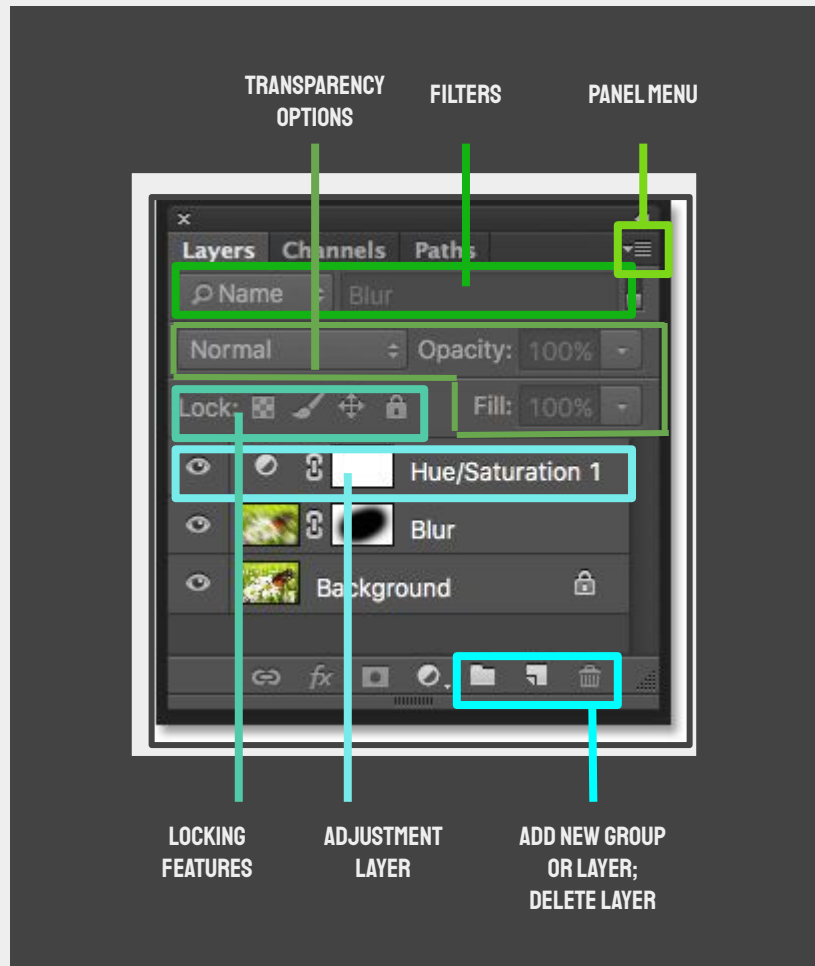 TRANSPARENCY
OPTIONS
FILTERS
PANEL MENU
Layers Channels Paths
Name Blur
Normal Opacity: 100%
Lock: Fill: 100%
Hue/Saturation 1
Blur
Background
fx
LOCKING
FEATURES
ADJUSTMENT
LAYER
ADD NEW GROUP
OR LAYER;
DELETE LAYER